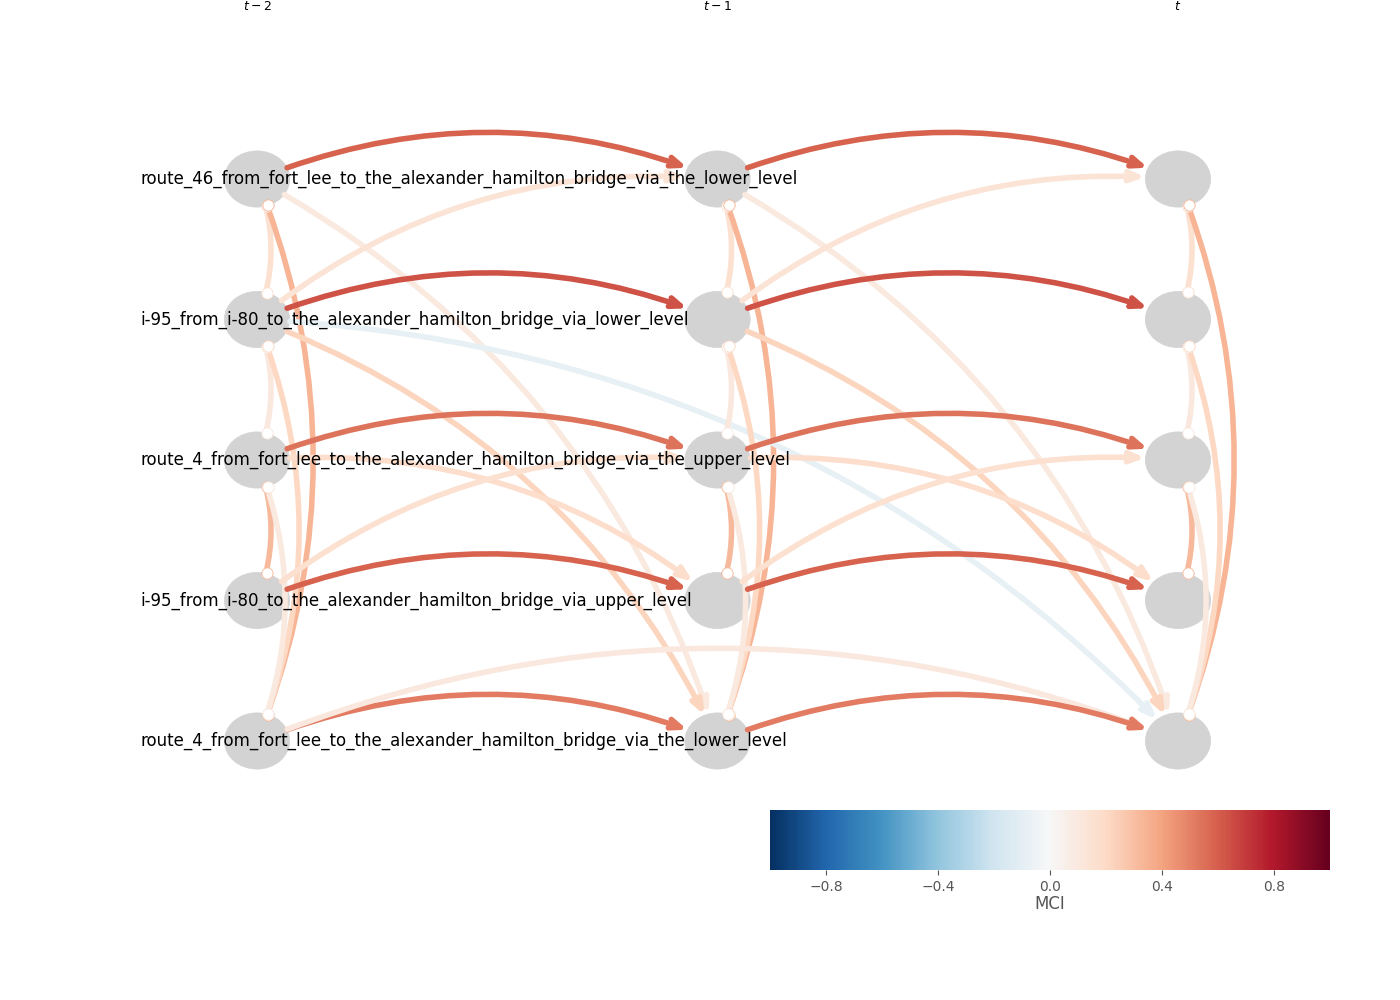 t − 2 t − 1 t
route_46_from_fort_lee_to_the_alexander_hamilton_bridge_via_the_lower_level
i-95_from_i-80_to_the_alexander_hamilton_bridge_via_lower_level
route_4_from_fort_lee_to_the_alexander_hamilton_bridge_via_the_upper_level
i-95_from_i-80_to_the_alexander_hamilton_bridge_via_upper_level
route_4_from_fort_lee_to_the_alexander_hamilton_bridge_via_the_lower_level
−0.8 −0.4 0.0 0.4 0.8
MCI